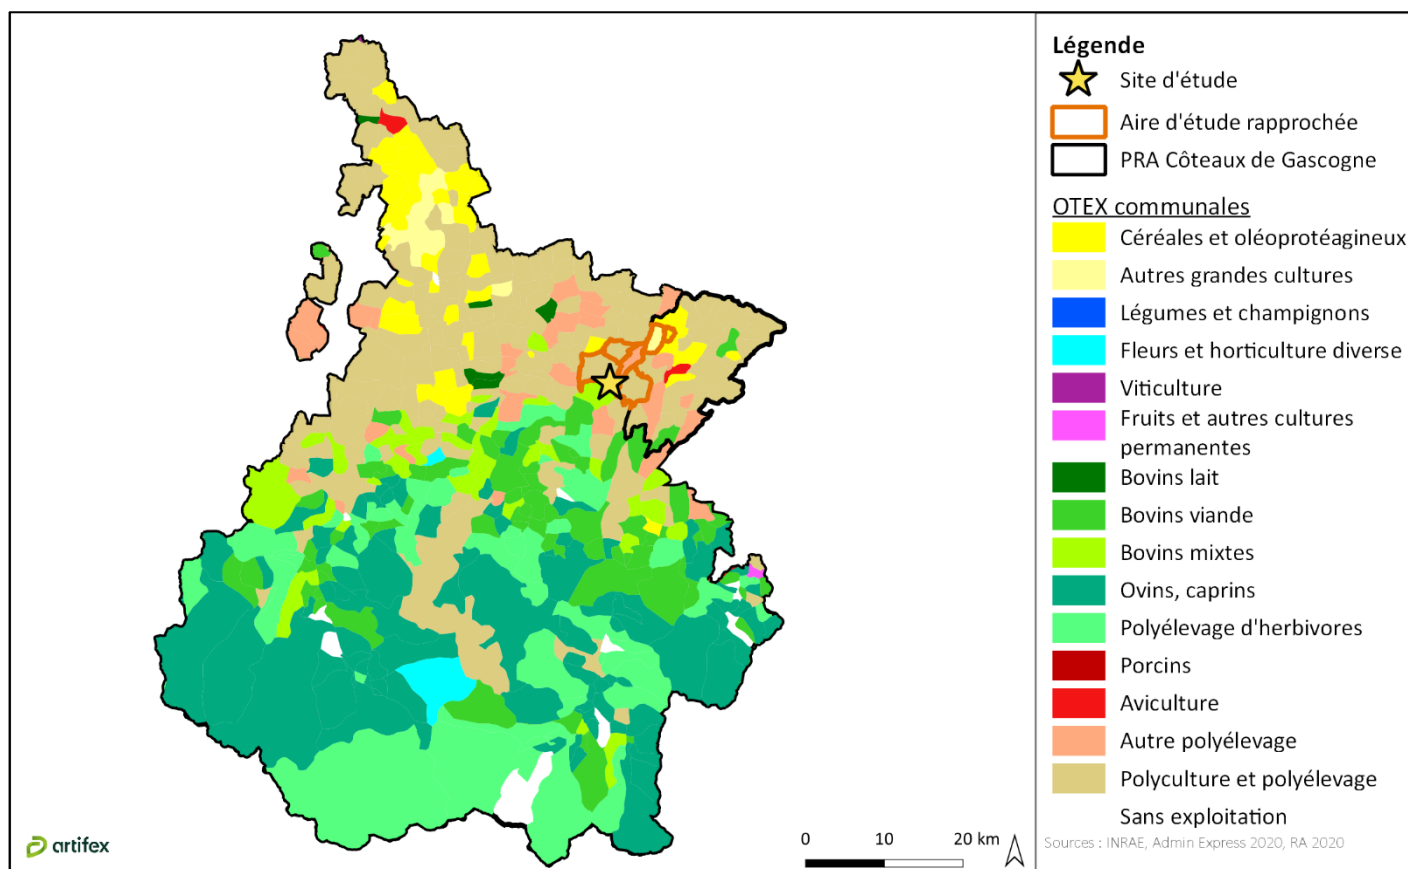 Légende
Site d'étude
Aire d'étude rapprochée
PRA Côteaux de Gascogne
OTEX communales
Céréales et oléoprotéagineux
Autres grandes cultures
Légumes et champignons
Fleurs et horticulture diverse
Viticulture
Fruits et autres cultures
permanentes
Bovins lait
Bovins viande
Bovins mixtes
Ovins, caprins
Polyélevage d'herbivores
Porcins
Aviculture
Autre polyélevage
Polyculture et polyélevage
Sans exploitation
Sources : INRAE, Admin Express 2020, RA 2020
artifex
0 10 20 km